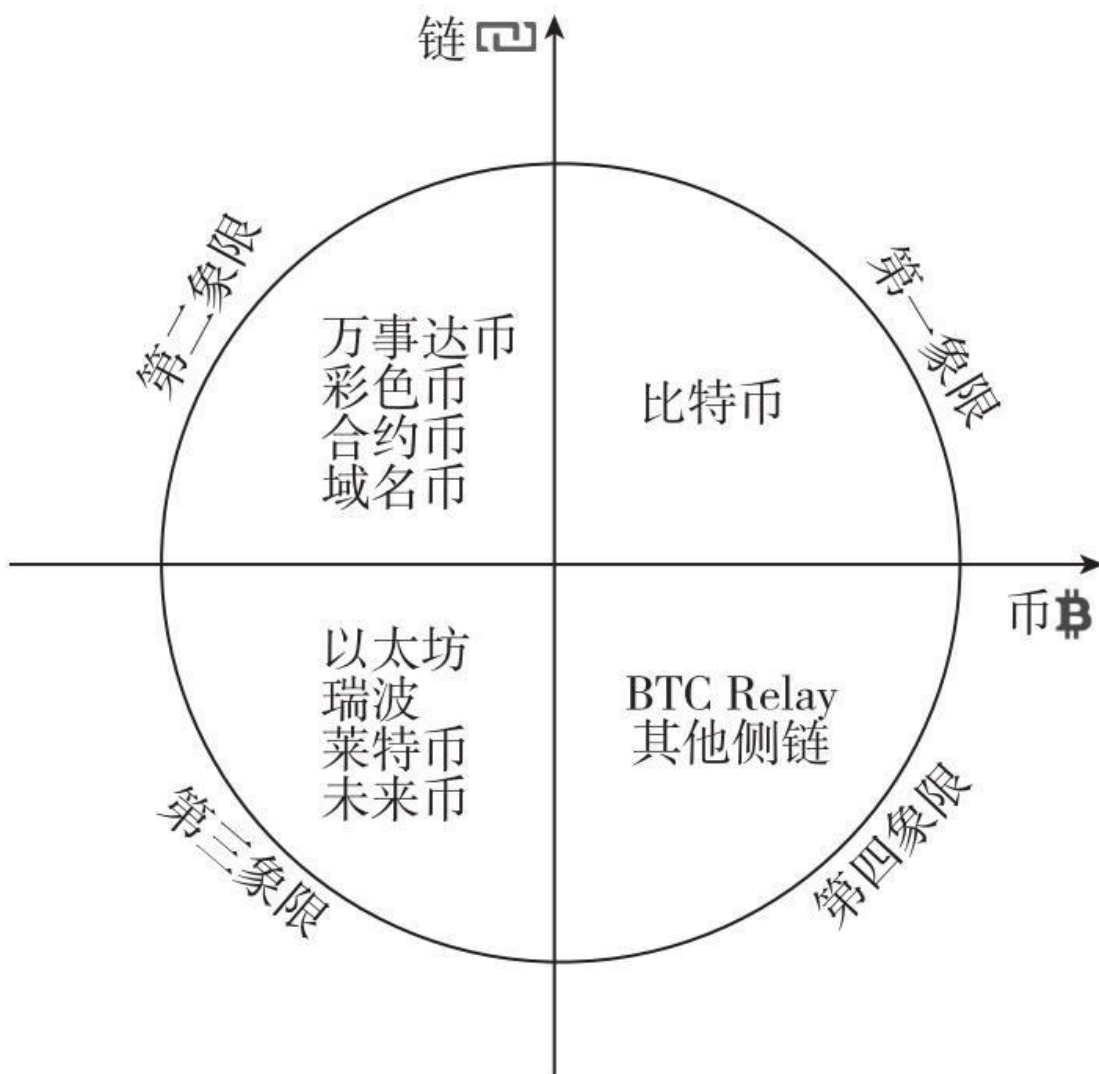 链
第二象限
第一象限
万事达币
彩色币
合约币
域名币
比特币
币
以太坊
瑞波
莱特币
未来币
BTC Relay
其他侧链
第三象限
第四象限